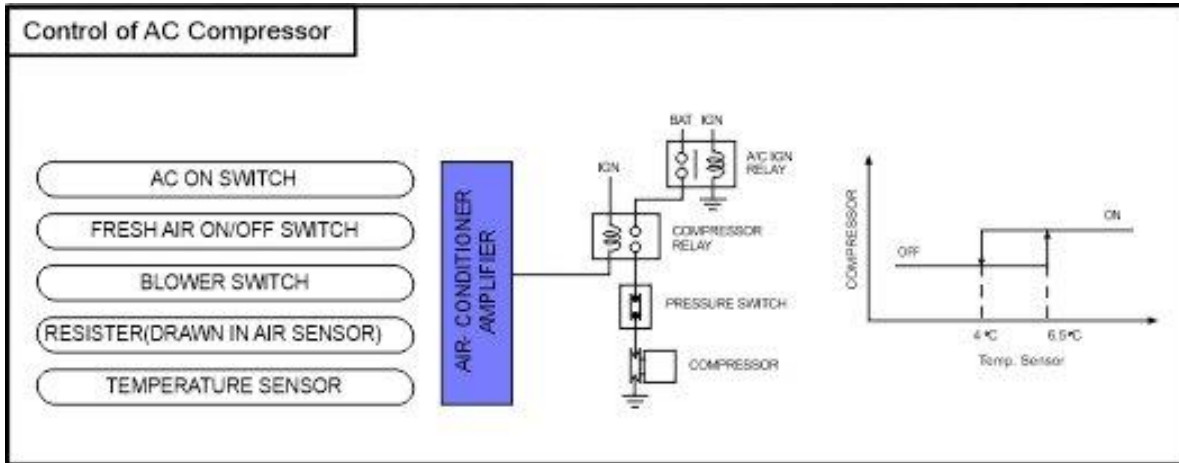 Control of AC Compressor
AC ON SWITCH
FRESH AIR ON/OFF SWITCH
BLOWER SWITCH
RESISTER(DRAWN IN AIR SENSOR)
TEMPERATURE SENSOR
AIR- CONDITIONER
AMPLIFIER
IGN
BAT IGN
A/C IGN
RELAY
COMPRESSOR
RELAY
PRESSURE SWITCH
COMPRESSOR
COMPRESSOR
OFF
ON
4 °C
6.5 °C
Temp. Sensor